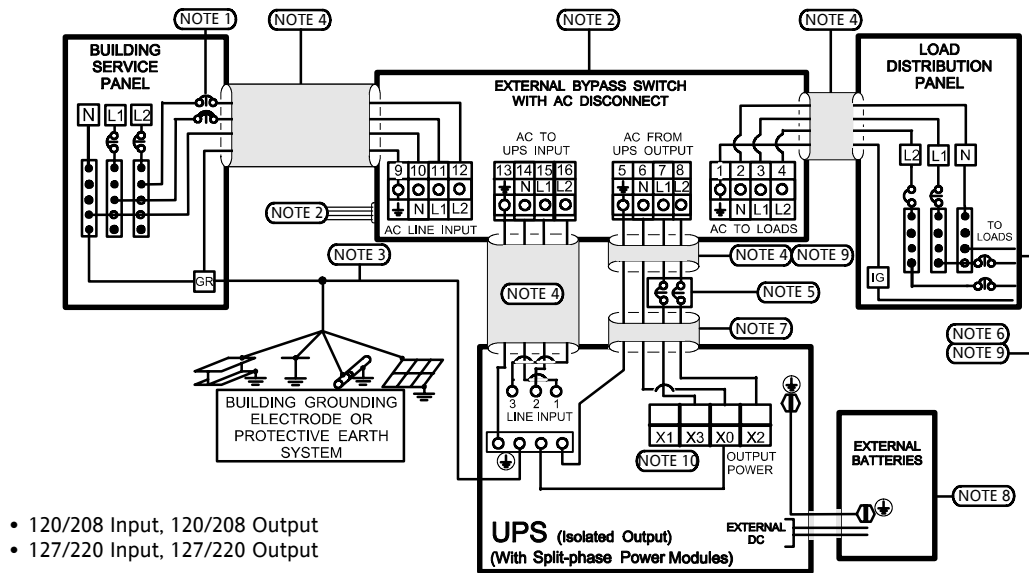 NOTE 1
NOTE 4
NOTE 2
NOTE 4
BUILDING
SERVICE
PANEL
N L1 L2
GR
EXTERNAL BYPASS SWITCH
WITH AC DISCONNECT
AC TO
UPS INPUT
AC FROM
UPS OUTPUT
9 10 11 12
N L1 L2
AC LINE INPUT
13 14 15 16
N L1 L2
5 6 7 8
N L1 L2
1 2 3 4
N L1 L2
AC TO LOADS
LOAD
DISTRIBUTION
PANEL
L2 L1 N
TO
LOADS
IG
NOTE 2
NOTE 3
NOTE 4
NOTE 4
NOTE 9
NOTE 5
NOTE 7
NOTE 6
NOTE 9
BUILDING GROUNDING
ELECTRODE OR
PROTECTIVE EARTH
SYSTEM
3 2 1
LINE INPUT
X1 X3 X0 X2
NOTE 10
OUTPUT
POWER
EXTERNAL
BATTERIES
NOTE 8
UPS (Isolated Output)
(With Split-phase Power Modules)
EXTERNAL
DC
• 120/208 Input, 120/208 Output
• 127/220 Input, 127/220 Output